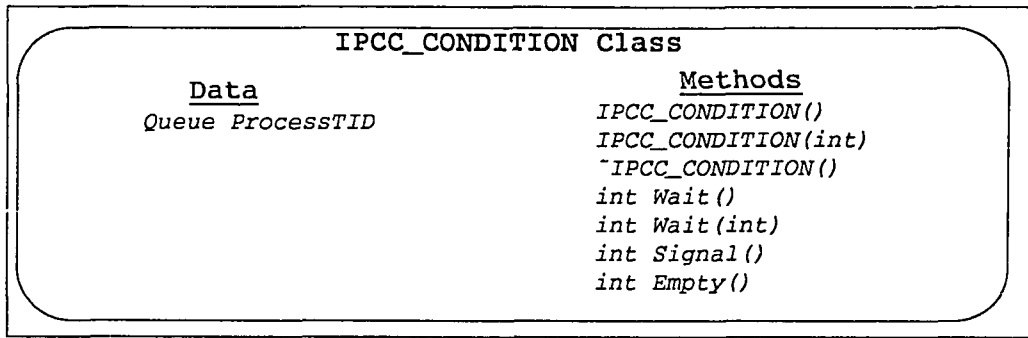 IPCC_CONDITION Class
Data
Queue ProcessTID
Methods
IPCC_CONDITION()
IPCC_CONDITION(int)
~IPCC_CONDITION()
int Wait()
int Wait(int)
int Signal()
int Empty()